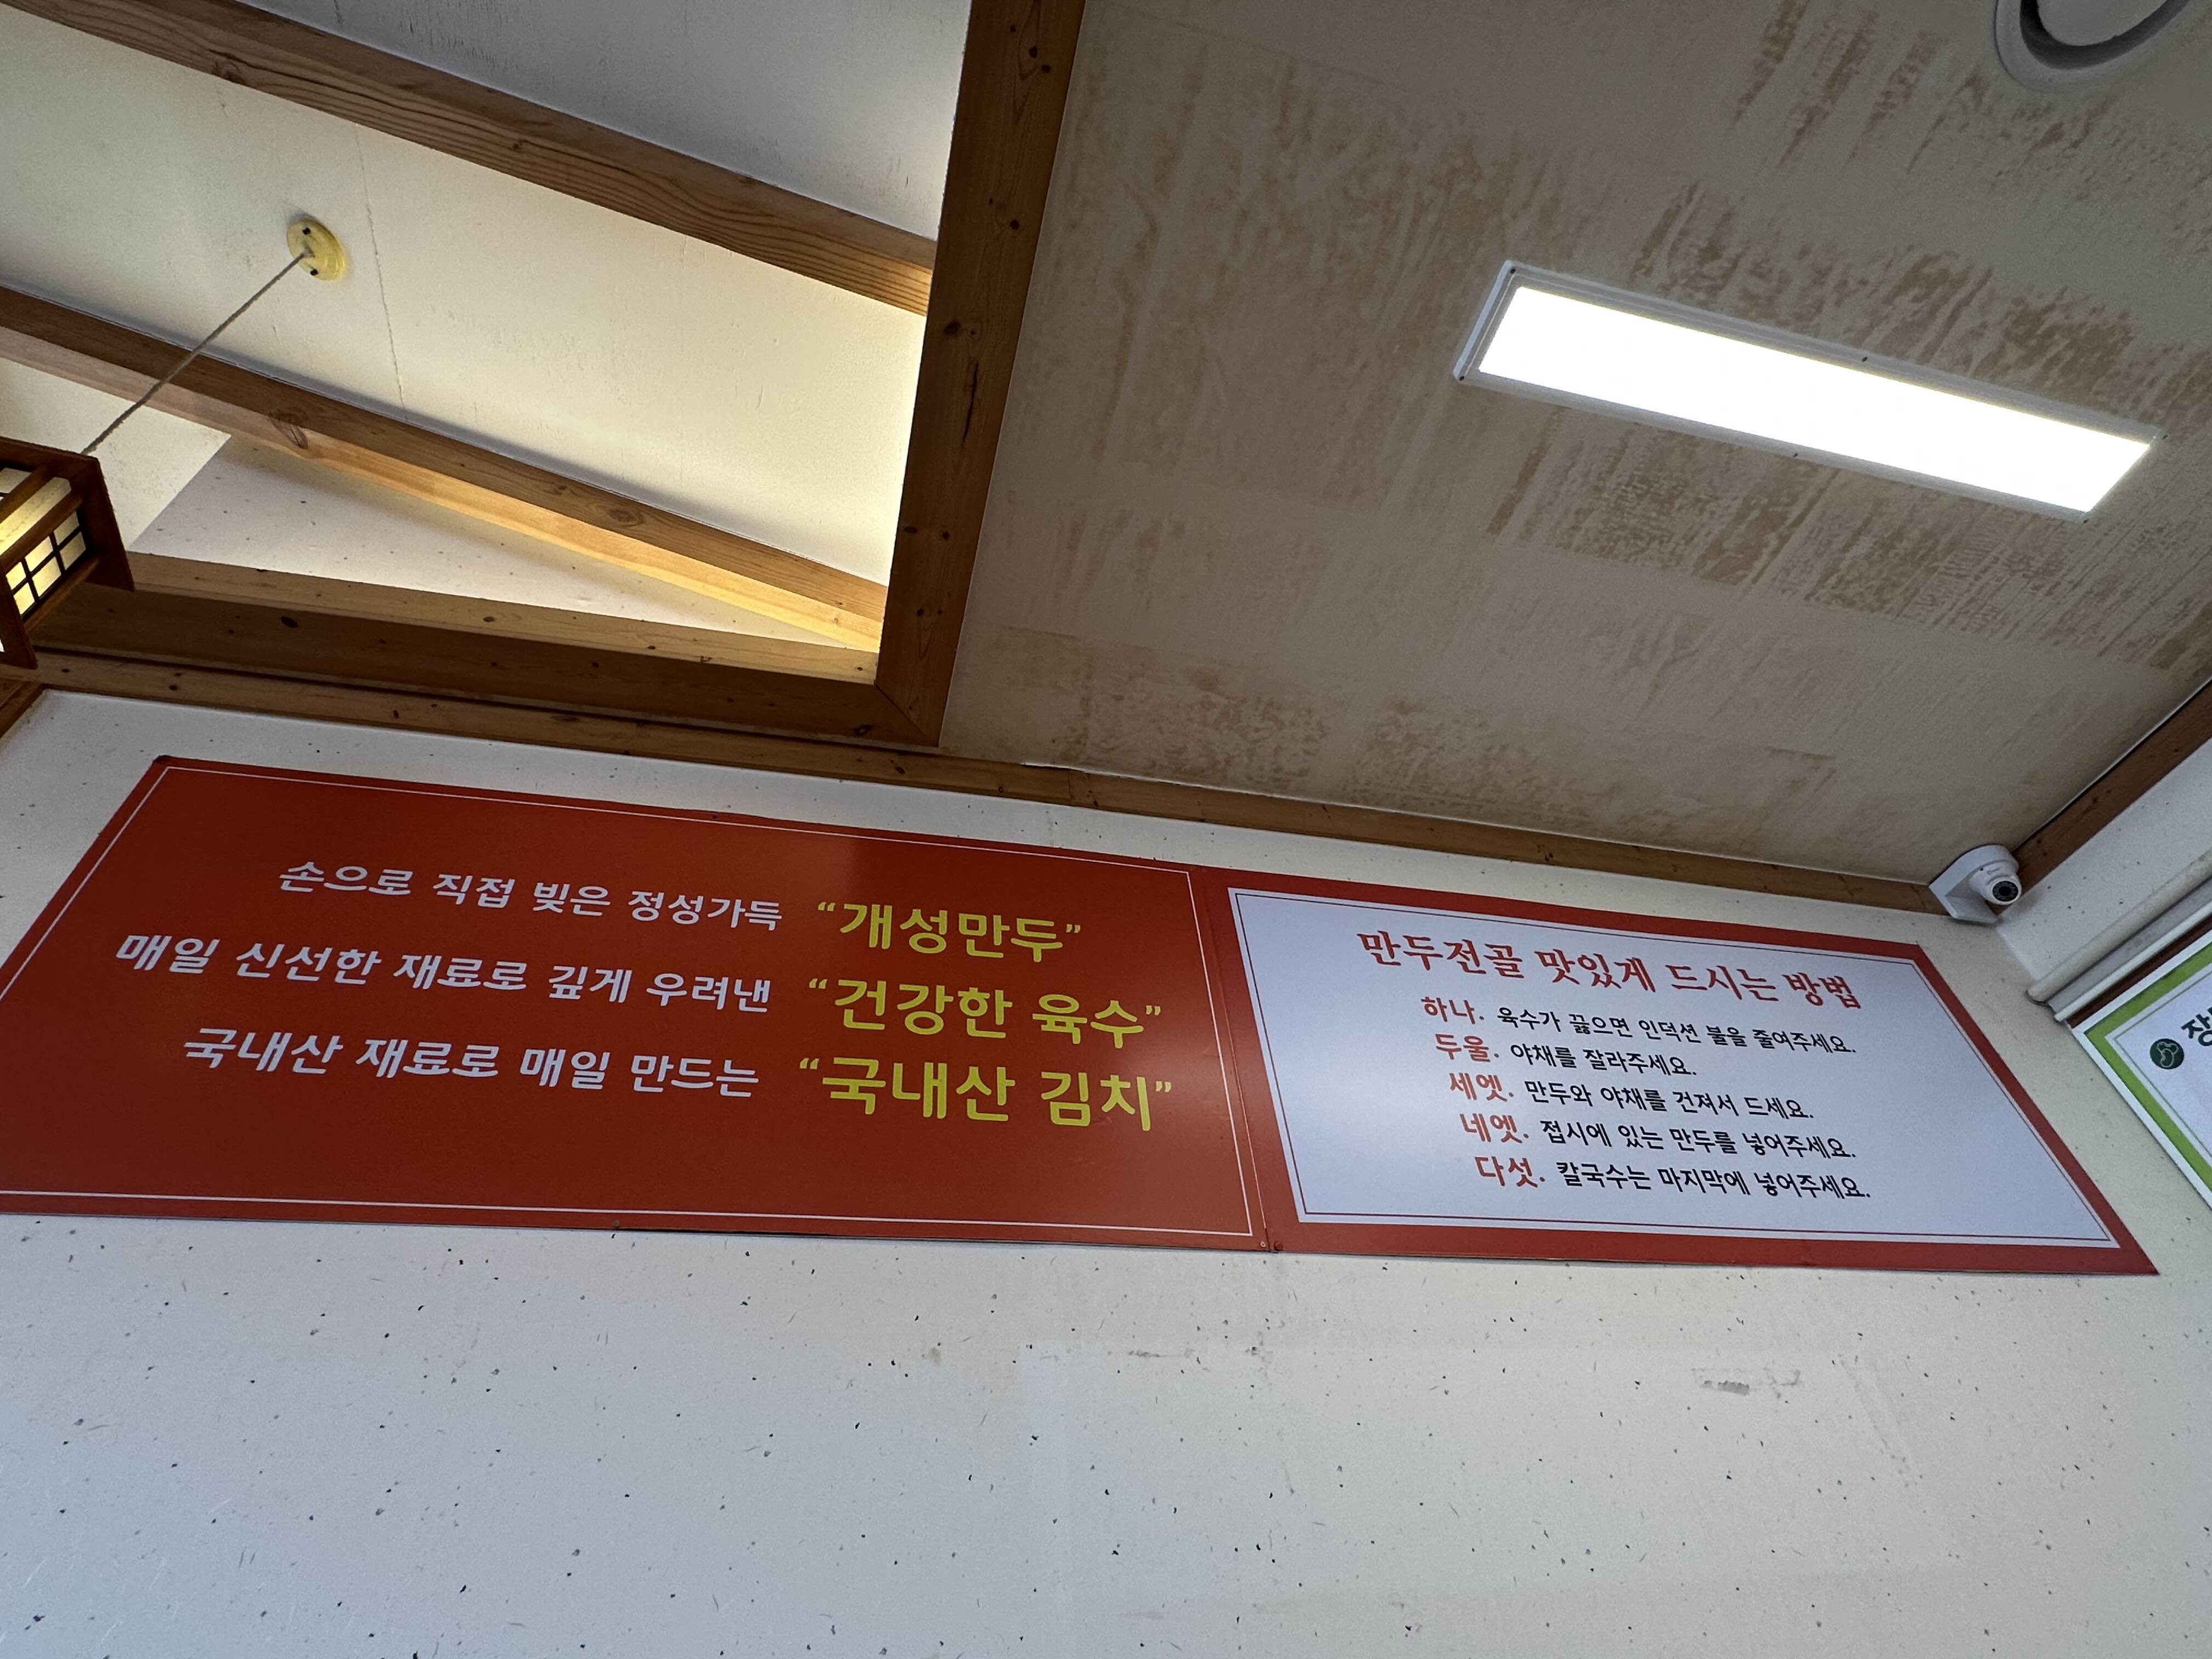 손으로 직접 빚은 정성가득 “개성만두”
매일 신선한 재료로 깊게 우려낸 “건강한 육수”
국내산 재료로 매일 만드는 “국내산 김치”
만두전골 맛있게 드시는 방법
하나. 육수가 끓으면 인덕션 불을 줄여주세요.
두울. 야채를 잘라주세요.
세엣. 만두와 야채를 건져서 드세요.
네엣. 접시에 있는 만두를 넣어주세요.
다섯. 칼국수는 마지막에 넣어주세요.